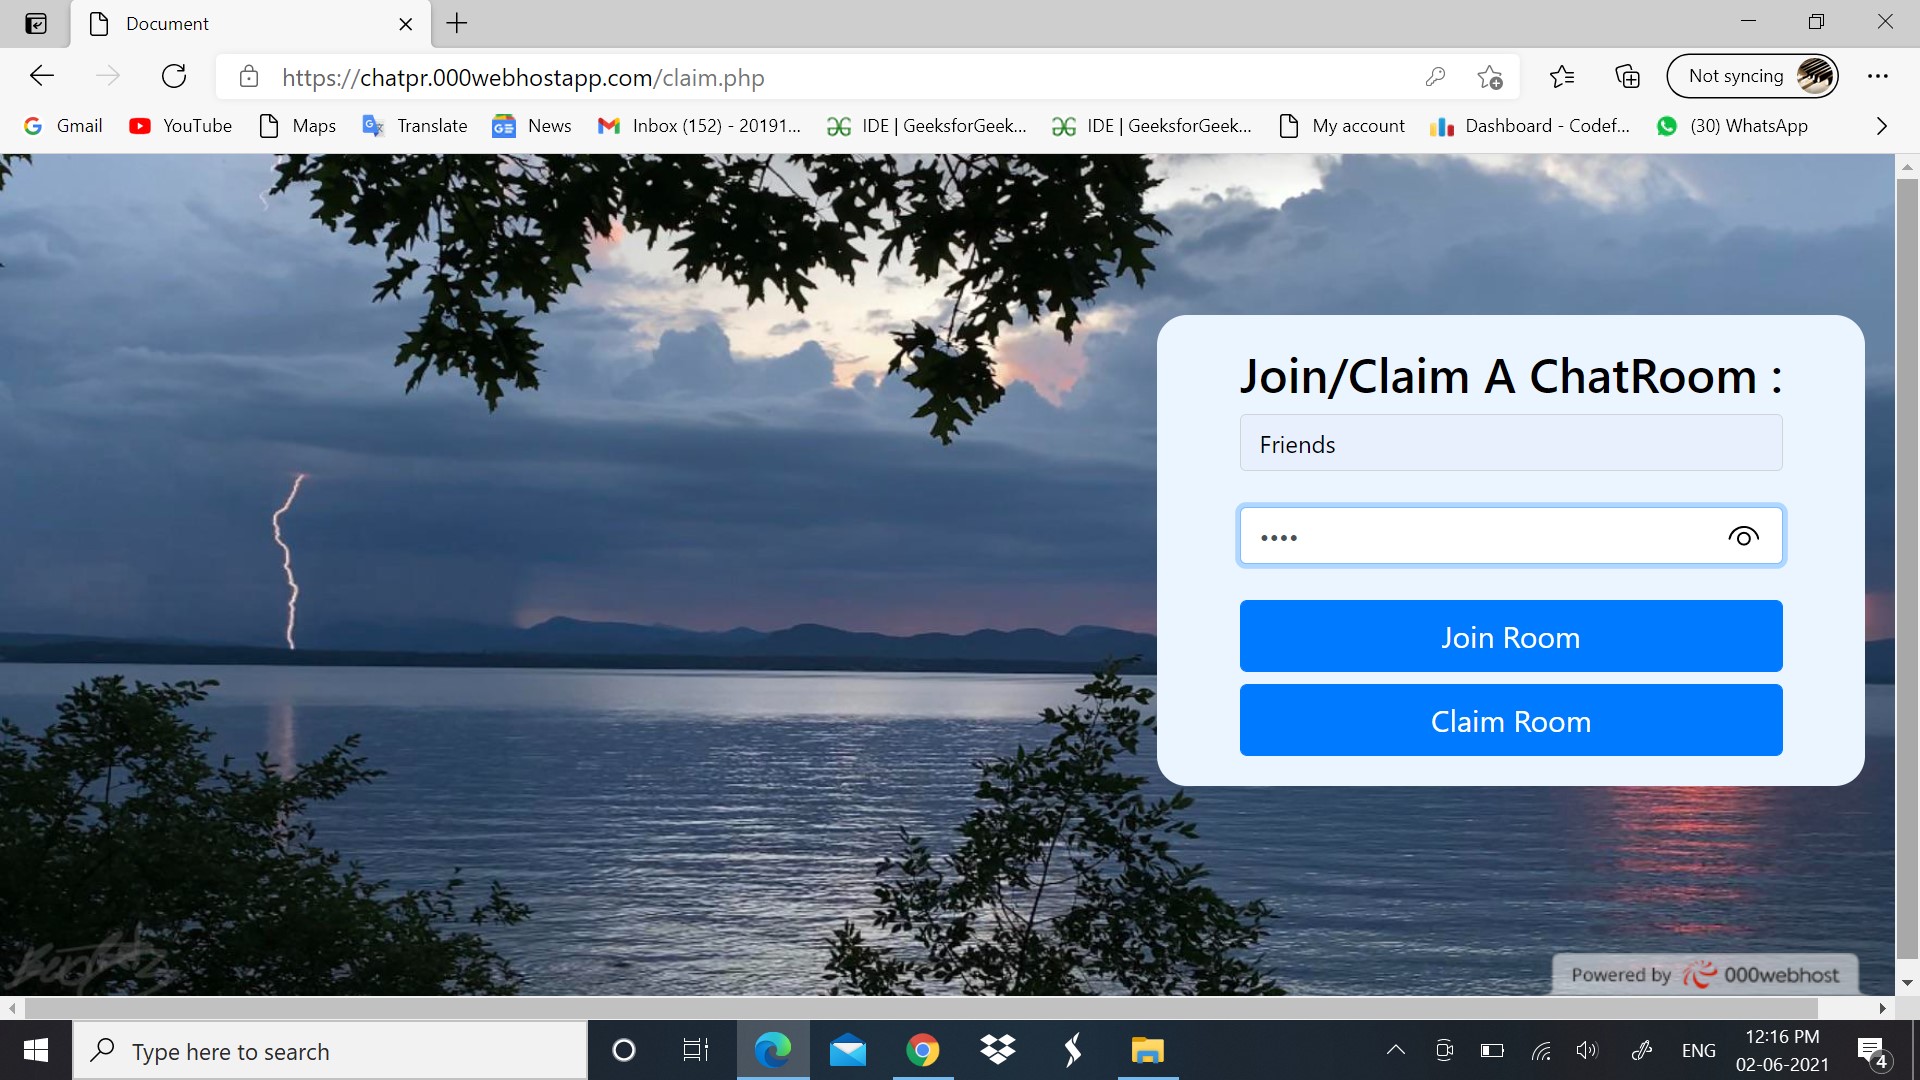 Document
https://chatpr.000webhostapp.com/claim.php
Not syncing
Gmail
YouTube
Maps
Translate
News
Inbox (152) - 20191...
IDE | GeeksforGeek...
IDE | GeeksforGeek...
My account
Dashboard - Codef...
(30) WhatsApp
Join/Claim A ChatRoom :
Friends
••••
Join Room
Claim Room
Powered by 000webhost
Type here to search
ENG
12:16 PM
02-06-2021
4